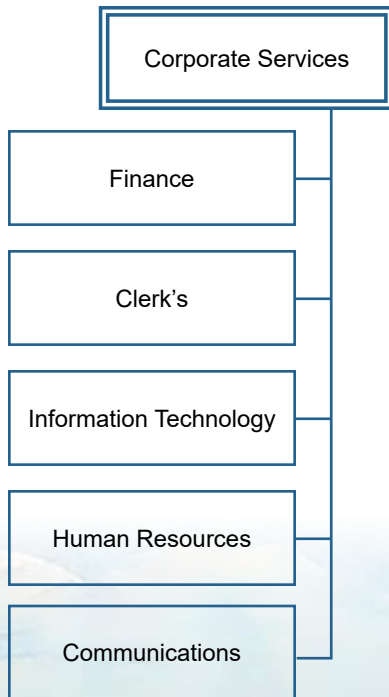 Corporate Services
Finance
Clerk’s
Information Technology
Human Resources
Communications